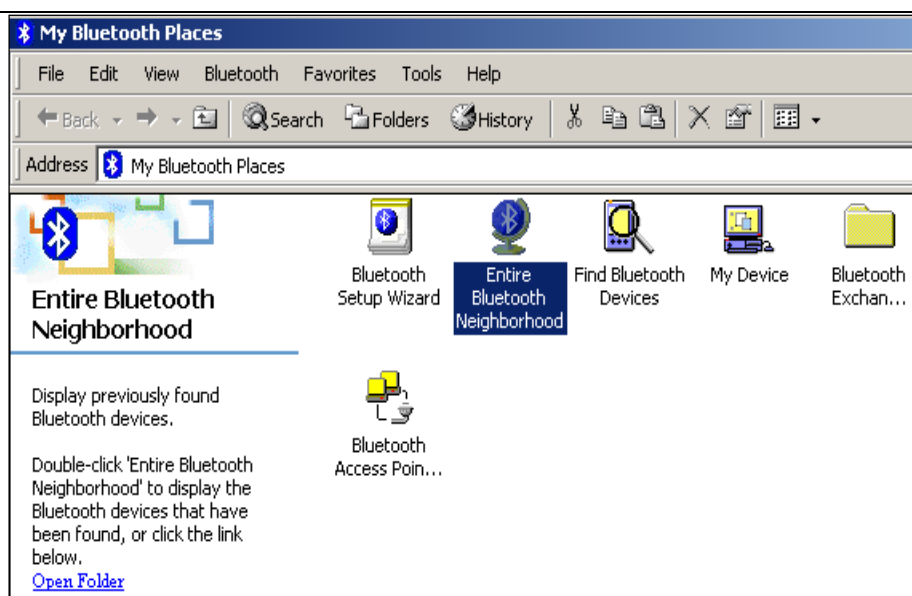 My Bluetooth Places
File Edit View Bluetooth Favorites Tools Help
Back Search Folders History
Address My Bluetooth Places
Entire Bluetooth
Neighborhood
Display previously found
Bluetooth devices.
Double-click 'Entire Bluetooth
Neighborhood' to display the
Bluetooth devices that have
been found, or click the link
below.
Open Folder
Bluetooth
Setup Wizard
Entire
Bluetooth
Neighborhood
Find Bluetooth
Devices
My Device
Bluetooth
Exchan...
Bluetooth
Access Poin...